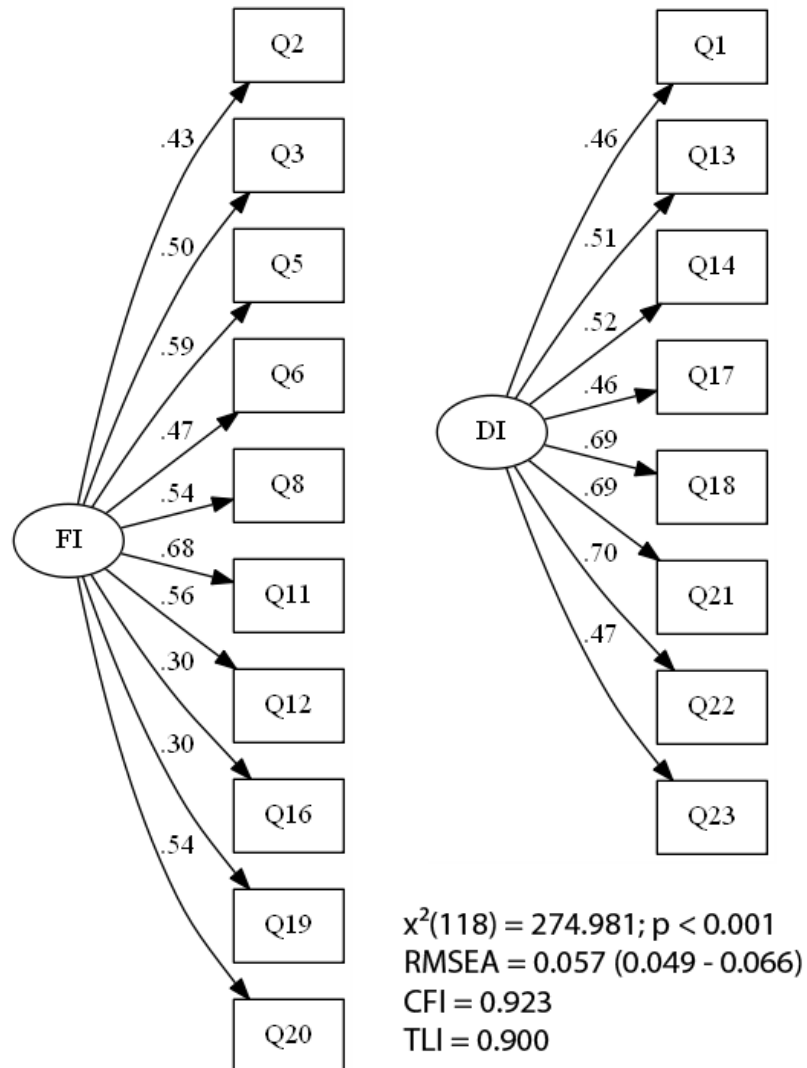 Q2
.43
Q3
.50
Q5
.59
Q6
.47
Q8
.54
FI
.68
Q11
.56
Q12
.30
Q16
.30
Q19
.54
Q20
Q1
.46
Q13
.51
Q14
.52
Q17
.46
DI
.69
Q18
.69
Q21
.70
Q22
.47
Q23
x²(118) = 274.981; p < 0.001
RMSEA = 0.057 (0.049 - 0.066)
CFI = 0.923
TLI = 0.900